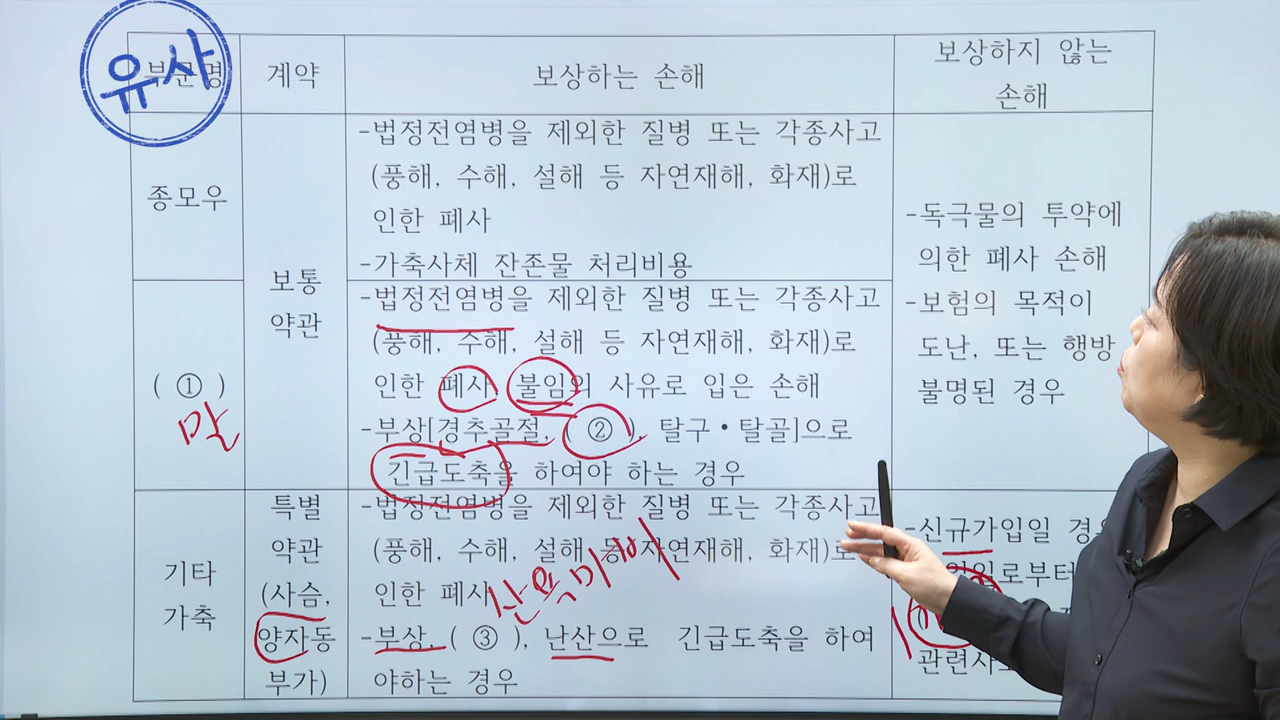 유사
부문명
계약
보상하는 손해
보상하지 않는
손해
종모우
보통
약관
-법정전염병을 제외한 질병 또는 각종사고
(풍해, 수해, 설해 등 자연재해, 화재)로
인한 폐사
-가축사체 잔존물 처리비용
-독극물의 투약에
의한 폐사 손해
-보험의 목적이
도난, 또는 행방
불명된 경우
( ① )
말
-법정전염병을 제외한 질병 또는 각종사고
(풍해, 수해, 설해 등 자연재해, 화재)로
인한 폐사, 불임의 사유로 입은 손해
-부상[경추골절, ( ② ), 탈구·탈골]으로
긴급도축을 하여야 하는 경우
기타
가축
특별
약관
(사슴,
양자동
부가)
-법정전염병을 제외한 질병 또는 각종사고
(풍해, 수해, 설해 등 자연재해, 화재)로
인한 폐사
산욕마비
-부상, ( ③ ), 난산으로 긴급도축을 하여
야하는 경우
-신규가입일 경
로부터